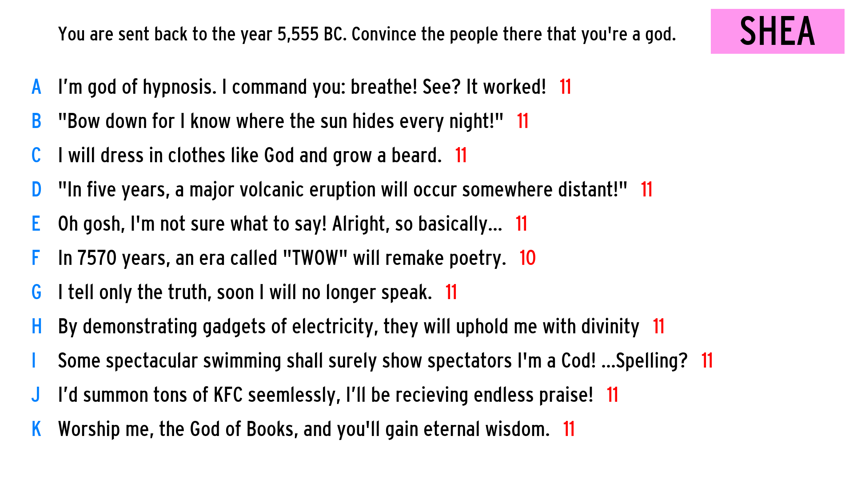 You are sent back to the year 5,555 BC. Convince the people there that you're a god.
SHEA
A I'm god of hypnosis. I command you: breathe! See? It worked! 11
B "Bow down for I know where the sun hides every night!" 11
C I will dress in clothes like God and grow a beard. 11
D "In five years, a major volcanic eruption will occur somewhere distant!" 11
E Oh gosh, I'm not sure what to say! Alright, so basically... 11
F In 7570 years, an era called "TWOW" will remake poetry. 10
G I tell only the truth, soon I will no longer speak. 11
H By demonstrating gadgets of electricity, they will uphold me with divinity 11
I Some spectacular swimming shall surely show spectators I'm a Cod! ...Spelling? 11
J I'd summon tons of KFC seemlessly, I'll be recieving endless praise! 11
K Worship me, the God of Books, and you'll gain eternal wisdom. 11